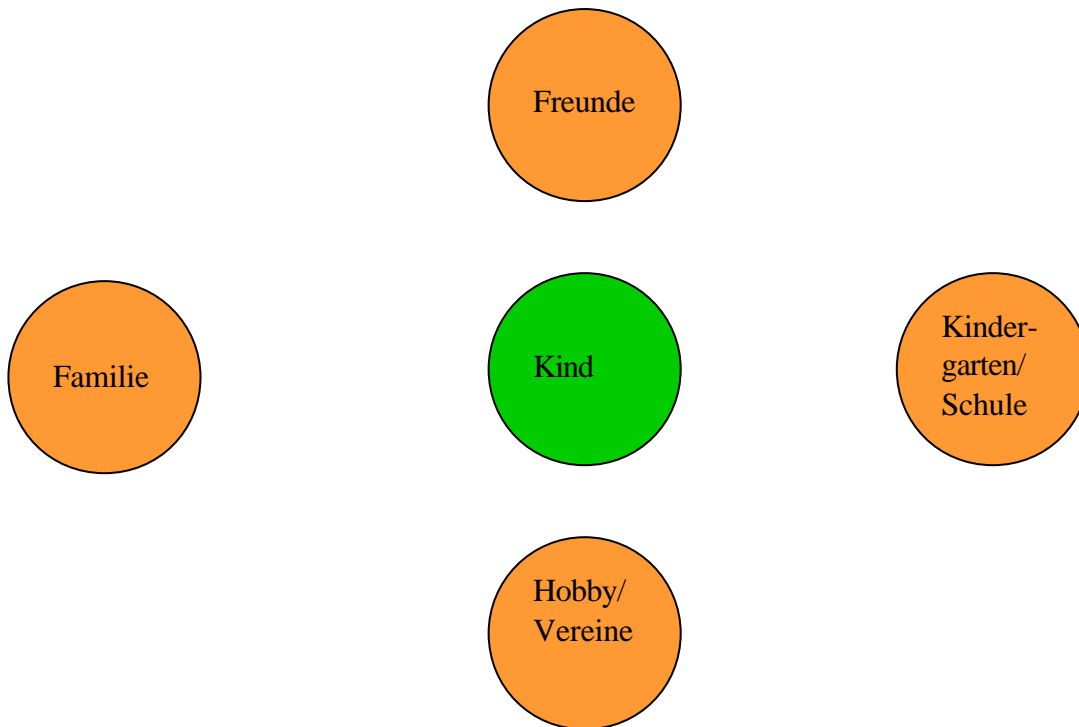 Freunde
Familie
Kind
Kinder-
garten/
Schule
Hobby/
Vereine